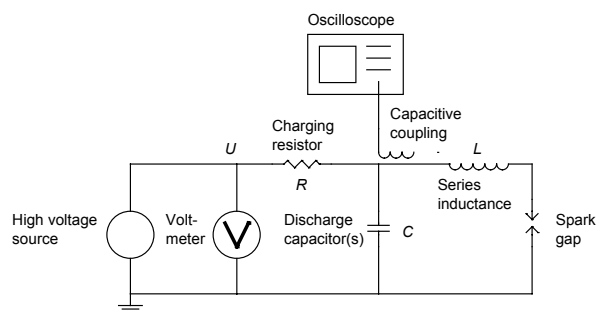 Oscilloscope
Capacitive
coupling
Charging
resistor
U
R
L
Series
inductance
High voltage
source
Volt-
meter
V
Discharge
capacitor(s)
C
Spark
gap